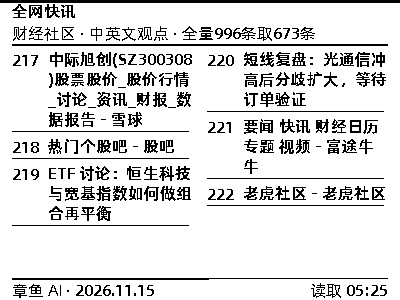 全网快讯
财经社区 · 中英文观点 · 全量996条取673条
217 中际旭创(SZ300308
)股票股价_股价行情
_讨论_资讯_财报_数
据报告 - 雪球
218 热门个股吧 - 股吧
219 ETF 讨论：恒生科技
与宽基指数如何做组
合再平衡
220 短线复盘：光通信冲
高后分歧扩大，等待
订单验证
221 要闻 快讯 财经日历
专题 视频 - 富途牛
牛
222 老虎社区 - 老虎社区
章鱼 AI · 2026.11.15
读取 05:25